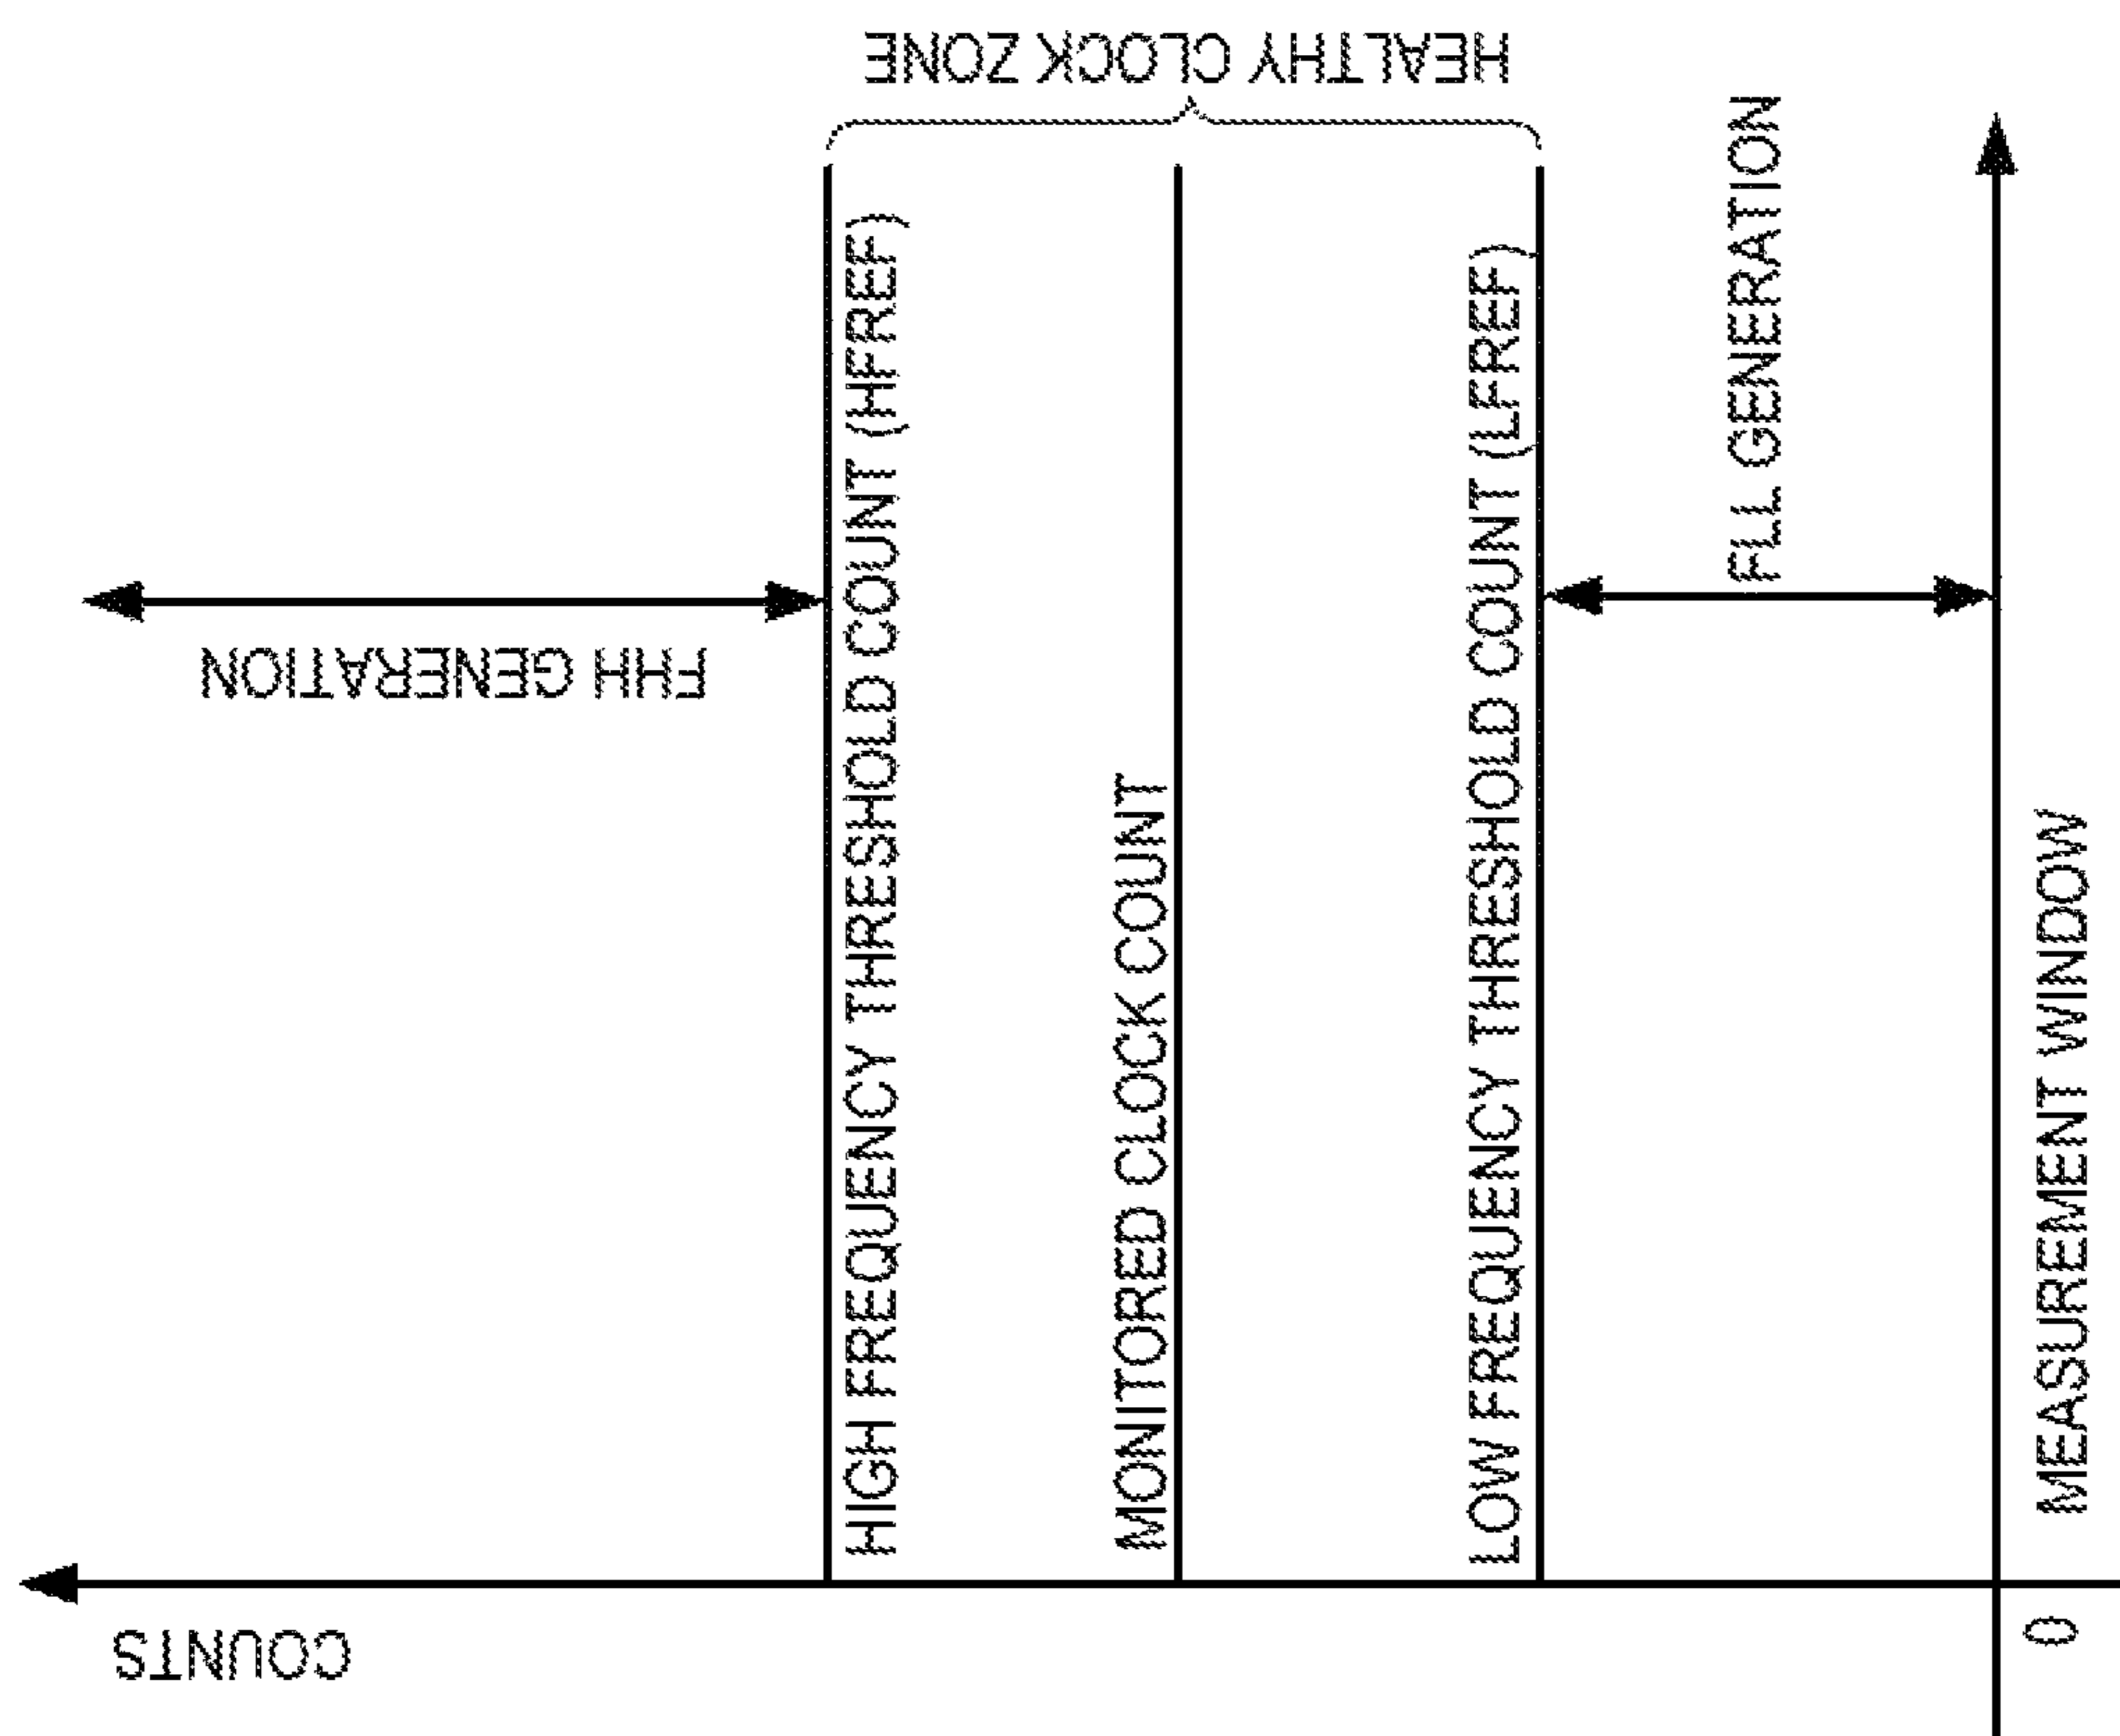 COUNTS
FHH GENERATION
HIGH FREQUENCY THRESHOLD COUNT (HFREF)
MONITORED CLOCK COUNT
HEALTHY CLOCK ZONE
LOW FREQUENCY THRESHOLD COUNT (LFREF)
FLL GENERATION
0
MEASUREMENT WINDOW